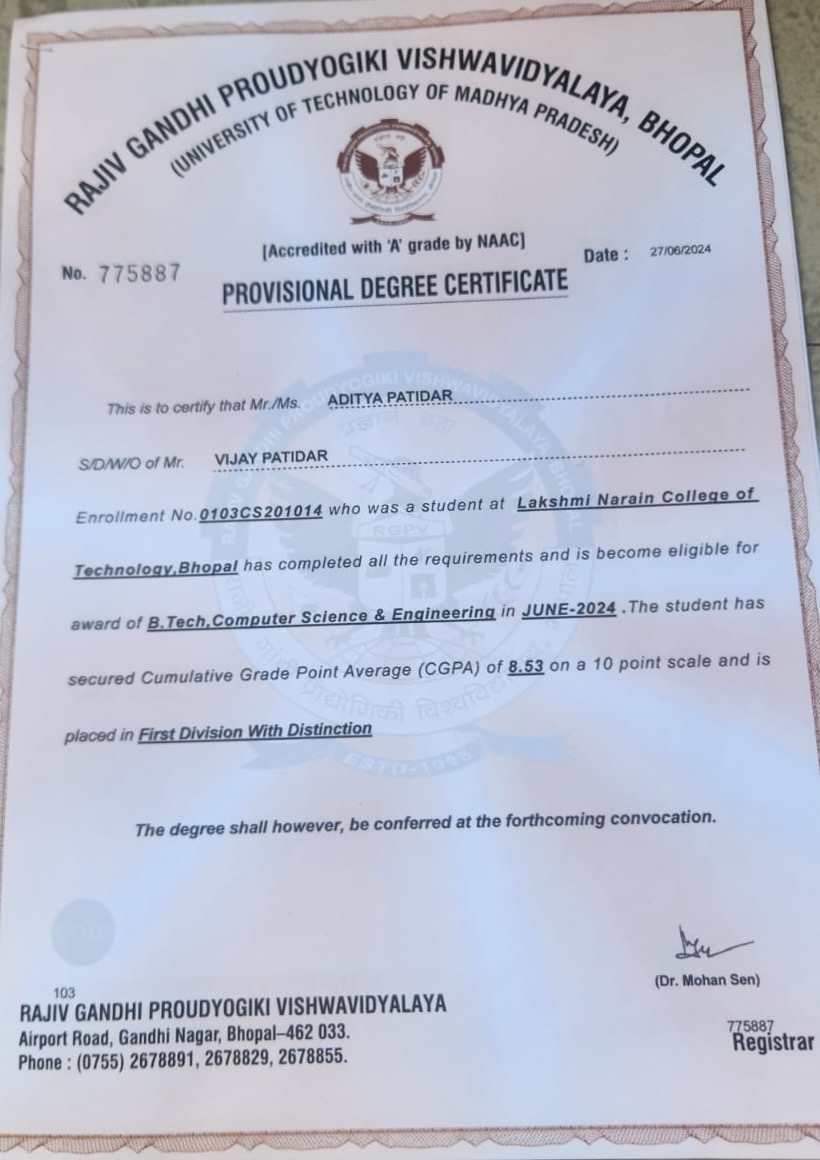 RAJIV GANDHI PROUDYOGIKI VISHWAVIDYALAYA, BHOPAL
(UNIVERSITY OF TECHNOLOGY OF MADHYA PRADESH)
[Accredited with 'A' grade by NAAC]
No. 775887
Date : 27/06/2024
PROVISIONAL DEGREE CERTIFICATE
This is to certify that Mr./Ms. ADITYA PATIDAR
S/D/W/O of Mr. VIJAY PATIDAR
Enrollment No.0103CS201014 who was a student at Lakshmi Narain College of
Technology,Bhopal has completed all the requirements and is become eligible for
award of B.Tech,Computer Science & Engineering in JUNE-2024 .The student has
secured Cumulative Grade Point Average (CGPA) of 8.53 on a 10 point scale and is
placed in First Division With Distinction
RGPV
ESTD-1998
The degree shall however, be conferred at the forthcoming convocation.
(Dr. Mohan Sen)
103
RAJIV GANDHI PROUDYOGIKI VISHWAVIDYALAYA
Airport Road, Gandhi Nagar, Bhopal–462 033.
Phone : (0755) 2678891, 2678829, 2678855.
775887
Registrar